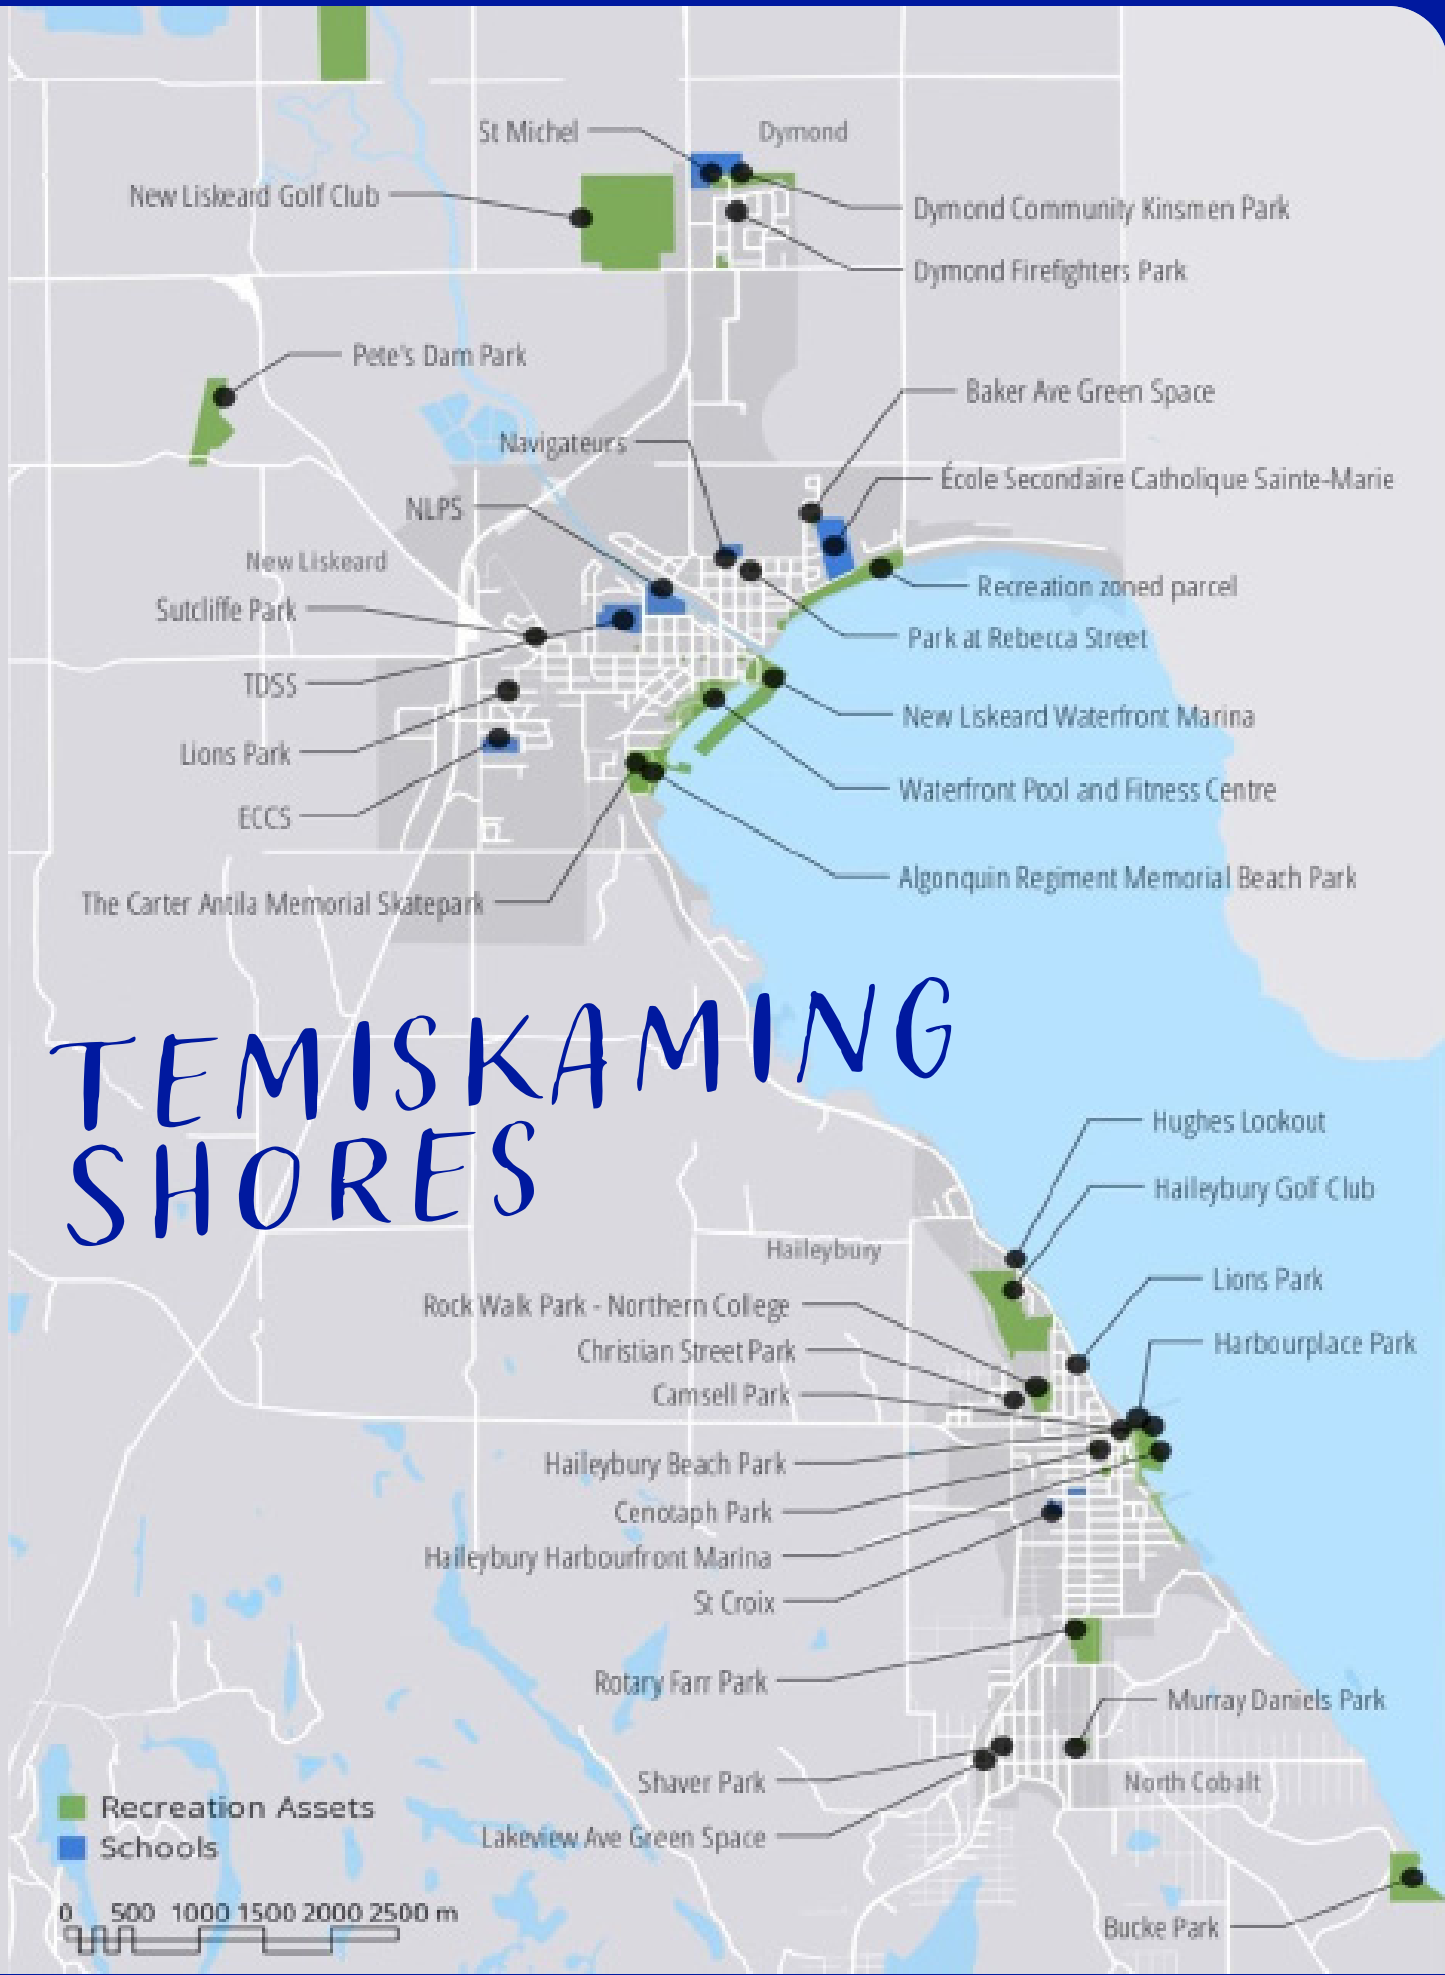 St Michel
Dymond
New Liskeard Golf Club
Dymond Community Kinsmen Park
Dymond Firefighters Park
Pete's Dam Park
Baker Ave Green Space
Navigateurs
École Secondaire Catholique Sainte-Marie
NLPS
New Liskeard
Recreation zoned parcel
Sutcliffe Park
Park at Rebecca Street
TDSS
New Liskeard Waterfront Marina
Lions Park
Waterfront Pool and Fitness Centre
ECCS
Algonquin Regiment Memorial Beach Park
The Carter Antila Memorial Skatepark
TEMISKAMING
SHORES
Hughes Lookout
Haileybury Golf Club
Haileybury
Lions Park
Rock Walk Park - Northern College
Harbourplace Park
Christian Street Park
Camsell Park
Haileybury Beach Park
Cenotaph Park
Haileybury Harbourfront Marina
St Croix
Rotary Farr Park
Murray Daniels Park
Shaver Park
North Cobalt
Recreation Assets
Lakeview Ave Green Space
Schools
0 500 1000 1500 2000 2500 m
Bucke Park